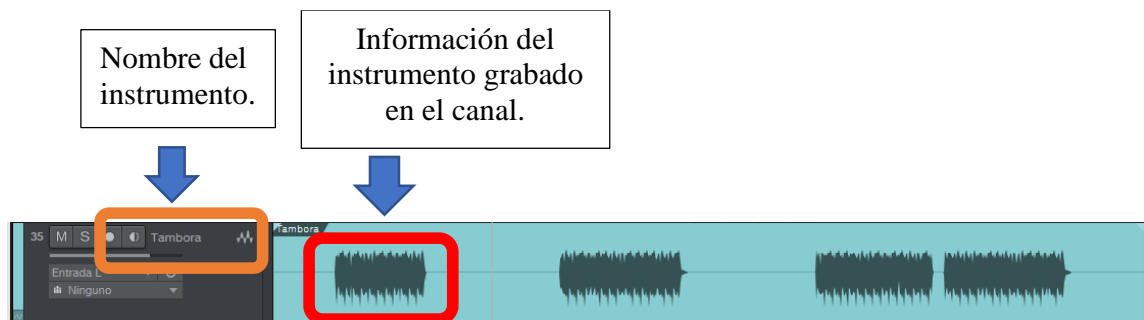 Nombre del
instrumento.
Información del
instrumento grabado
en el canal.
35 M S Tambora
Tambora
Entrada L
Ninguno